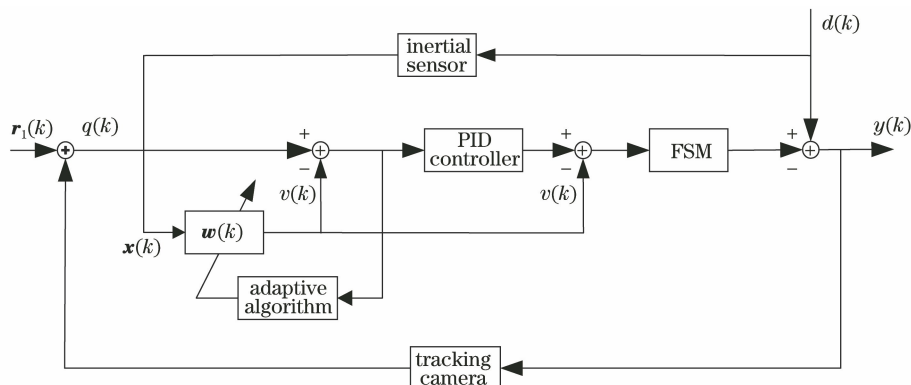 d(k)
inertial
sensor
r₁(k)
q(k)
+
−
PID
controller
+
−
FSM
+
−
y(k)
v(k)
v(k)
x(k)
w(k)
adaptive
algorithm
tracking
camera